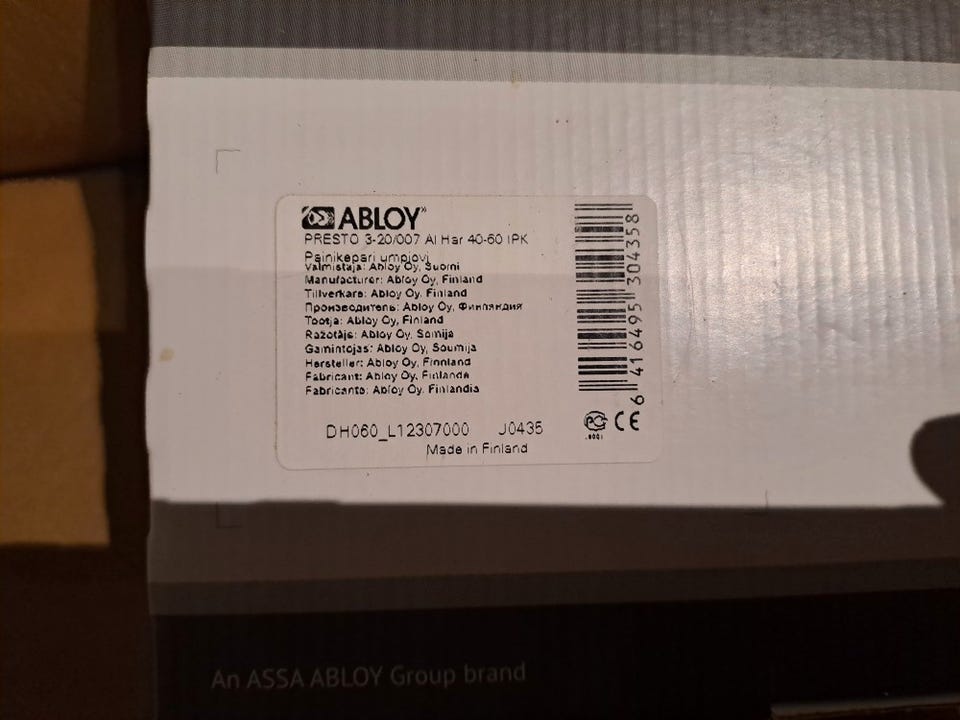 ABLOY
PRESTO 3-20/007 Al Har 40-60 IPK
Painikepari umpiovi
Valmistaja: Abloy Oy, Suomi
Manufacturer: Abloy Oy, Finland
Tillverkare: Abloy Oy, Finland
Производитель: Abloy Oy, Финляндия
Tootja: Abloy Oy, Finland
Ražotājs: Abloy Oy, Somija
Gamintojas: Abloy Oy, Soumija
Hersteller: Abloy Oy, Finnland
Fabricant: Abloy Oy, Finlande
Fabricante: Abloy Oy, Finlandia
DH060_L12307000 J0435
Made in Finland
6 416495 304358
CE
An ASSA ABLOY Group brand